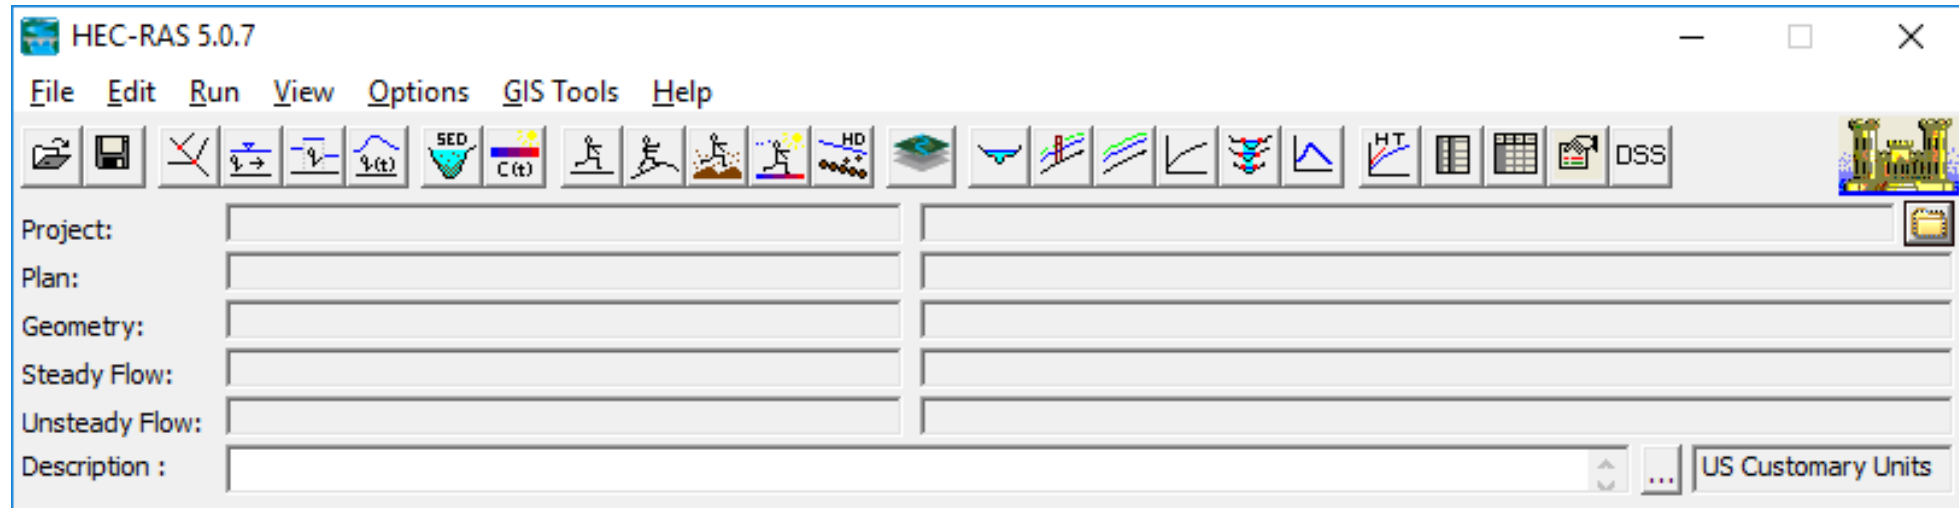 HEC-RAS 5.0.7
File Edit Run View Options GIS Tools Help
SED C(t) HD HT DSS
Project:
Plan:
Geometry:
Steady Flow:
Unsteady Flow:
Description : ... US Customary Units